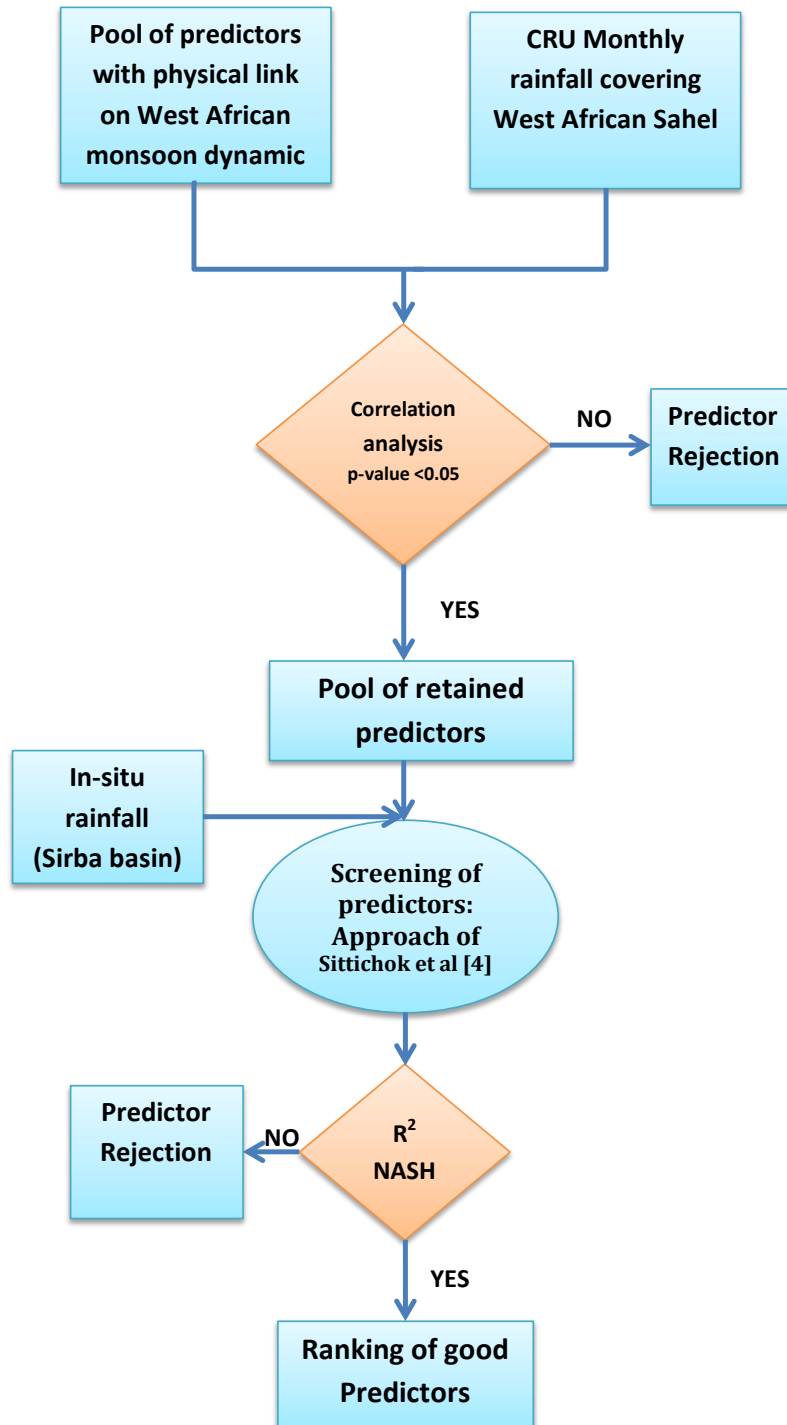 Pool of predictors
with physical link
on West African
monsoon dynamic
CRU Monthly
rainfall covering
West African Sahel
Correlation
analysis
p-value <0.05
NO
Predictor
Rejection
YES
Pool of retained
predictors
In-situ
rainfall
(Sirba basin)
Screening of
predictors:
Approach of
Sittichok et al [4]
Predictor
Rejection
NO
R²
NASH
YES
Ranking of good
Predictors